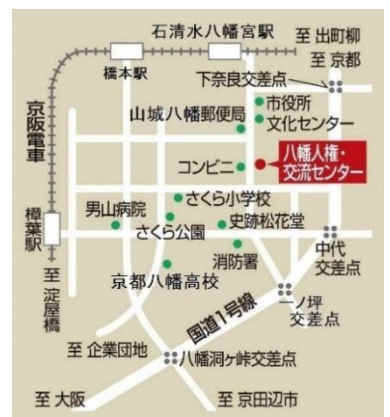 石清水八幡宮駅
至 出町柳
橋本駅
至 京都
下奈良交差点
市役所
山城八幡郵便局
文化センター
京阪電車
コンビニ
八幡人権・
交流センター
さくら小学校
男山病院
史跡松花堂
さくら公園
樟葉駅
消防署
中代
交差点
至 淀屋橋
京都八幡高校
一ノ坪
交差点
国道1号線
至 企業団地
八幡洞ヶ峠交差点
至 大阪
至 京田辺市